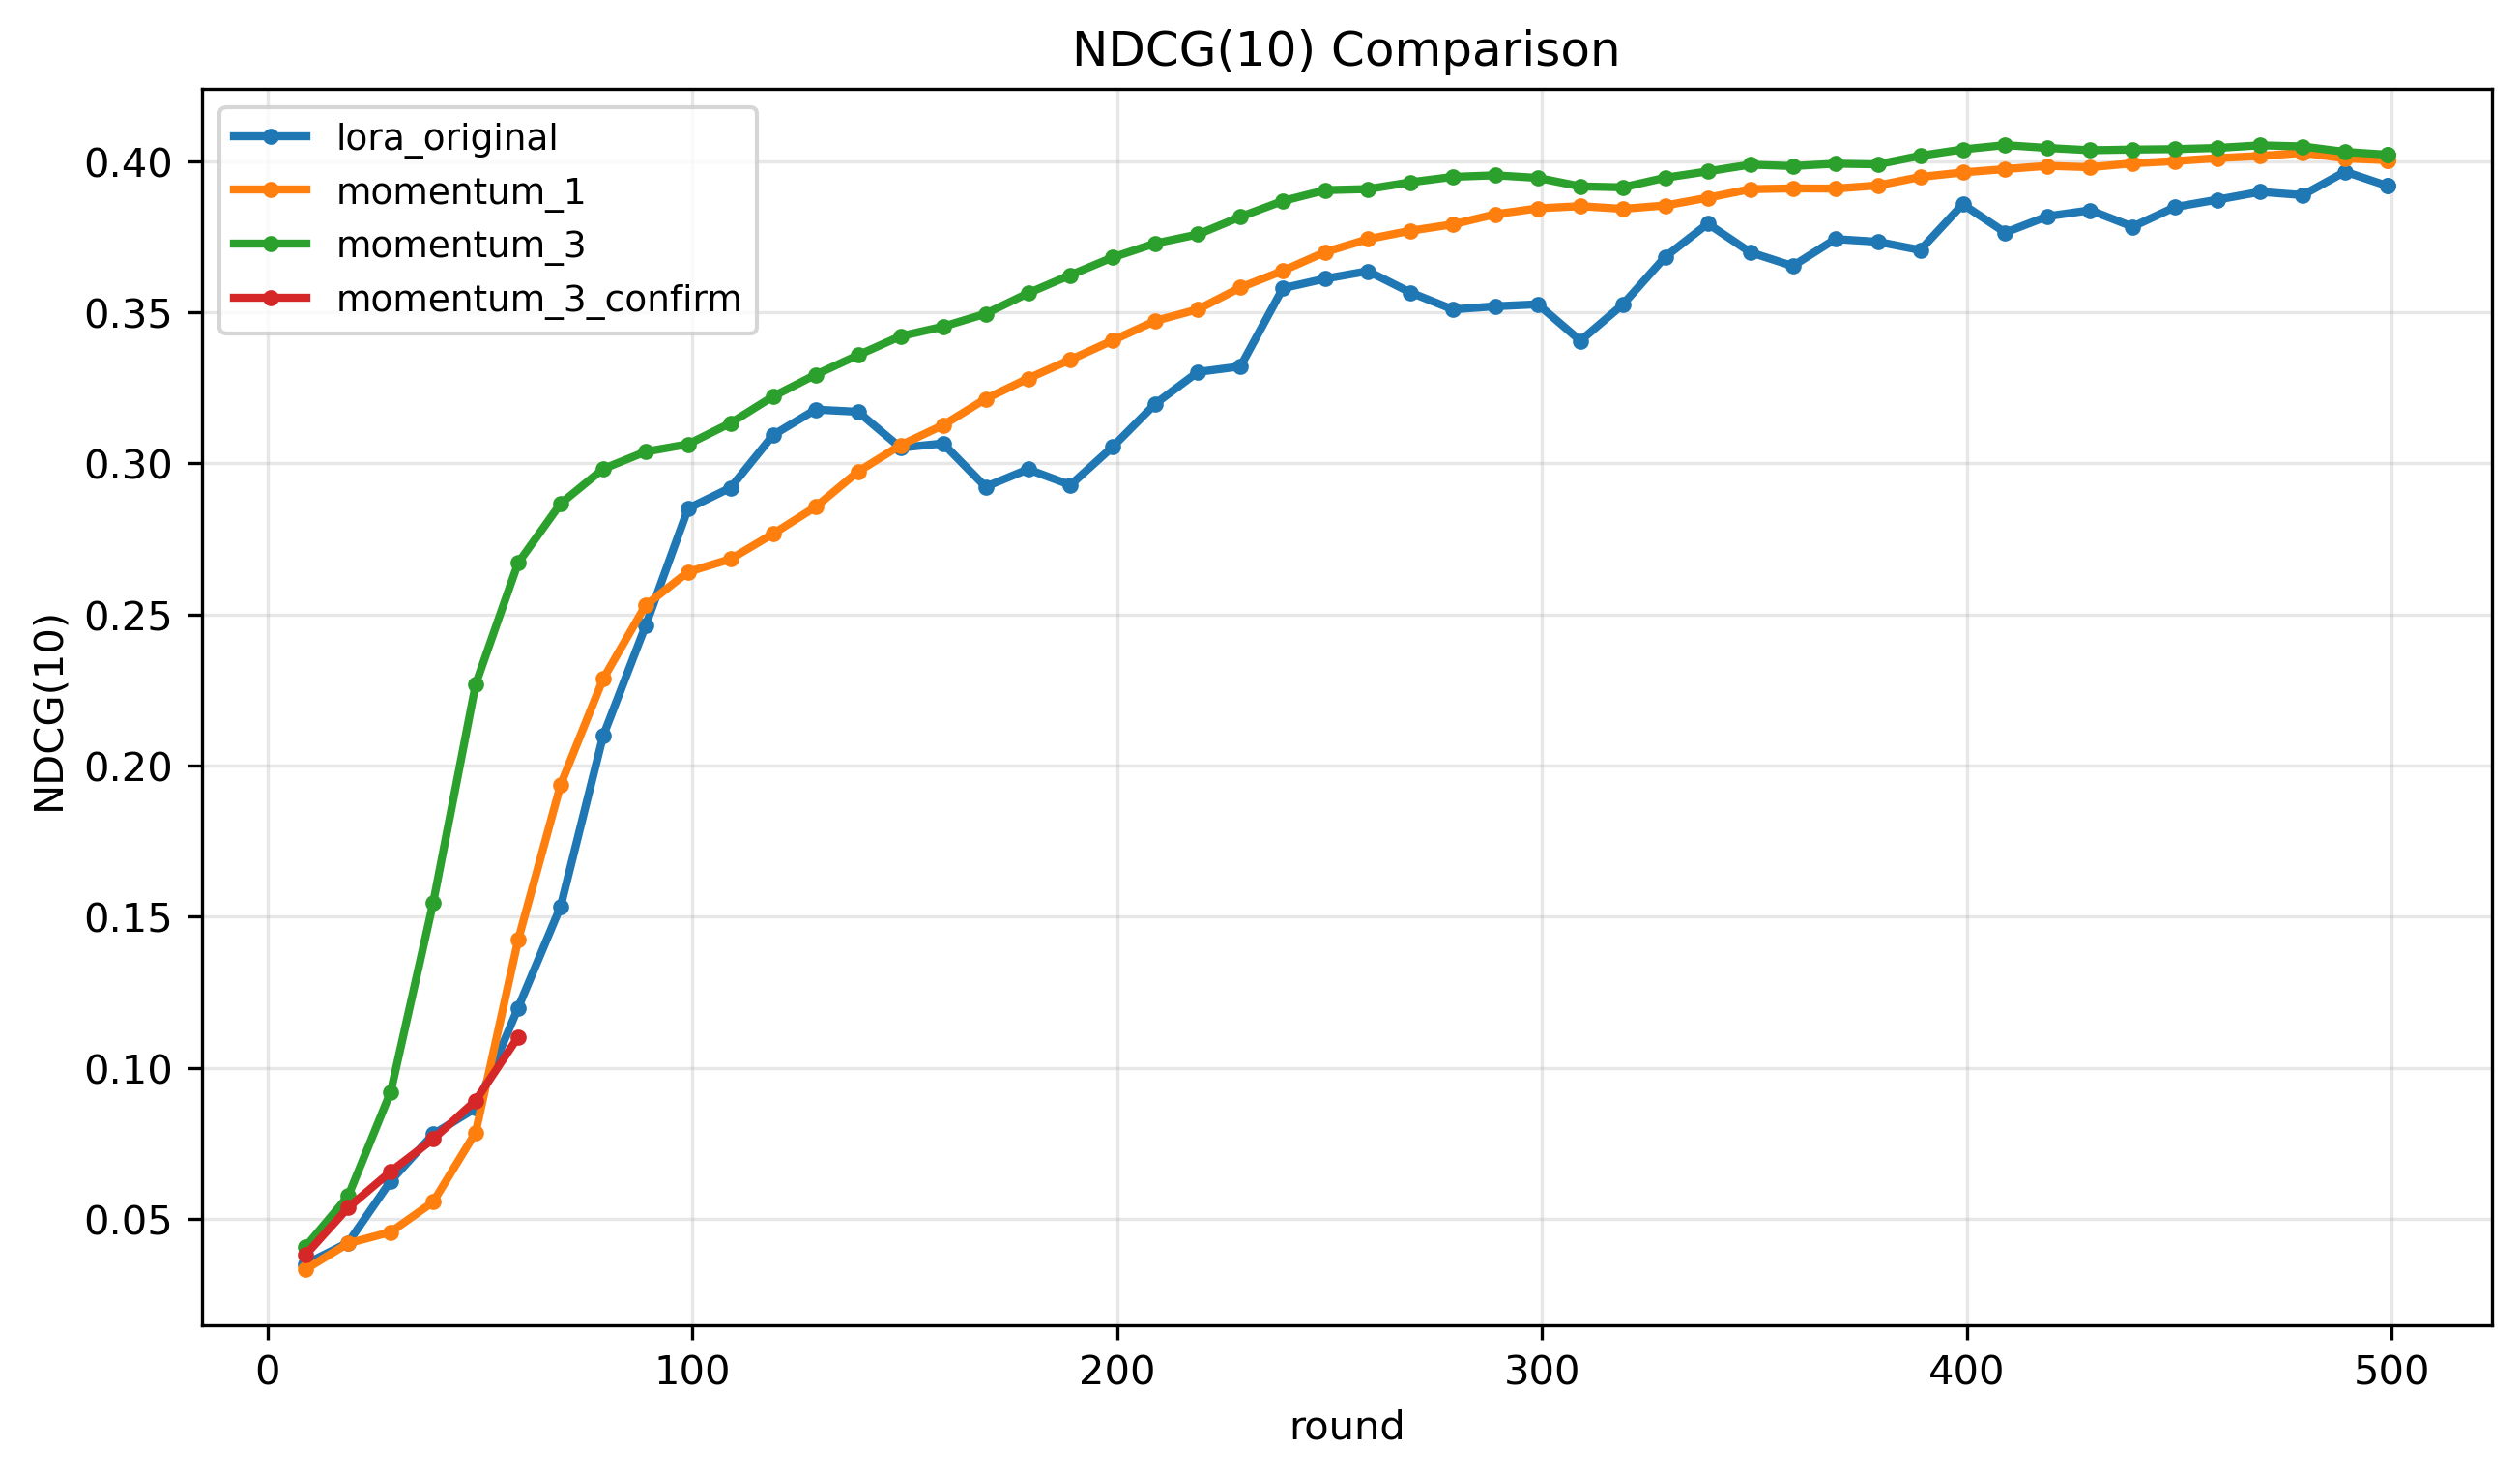 NDCG(10) Comparison
lora_original
momentum_1
momentum_3
momentum_3_confirm
NDCG(10)
0.40
0.35
0.30
0.25
0.20
0.15
0.10
0.05
0 100 200 300 400 500
round